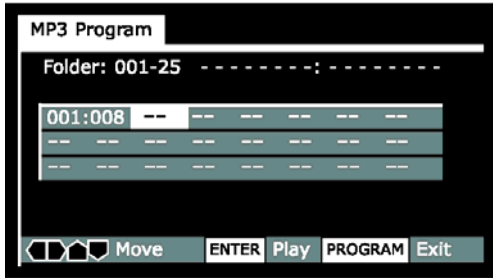 MP3 Program
Folder: 001-25 - - - - - - - -: - - - - - - - -
001:008 -- -- -- -- -- --
-- -- -- -- -- -- -- --
-- -- -- -- -- -- -- --
Move ENTER Play PROGRAM Exit